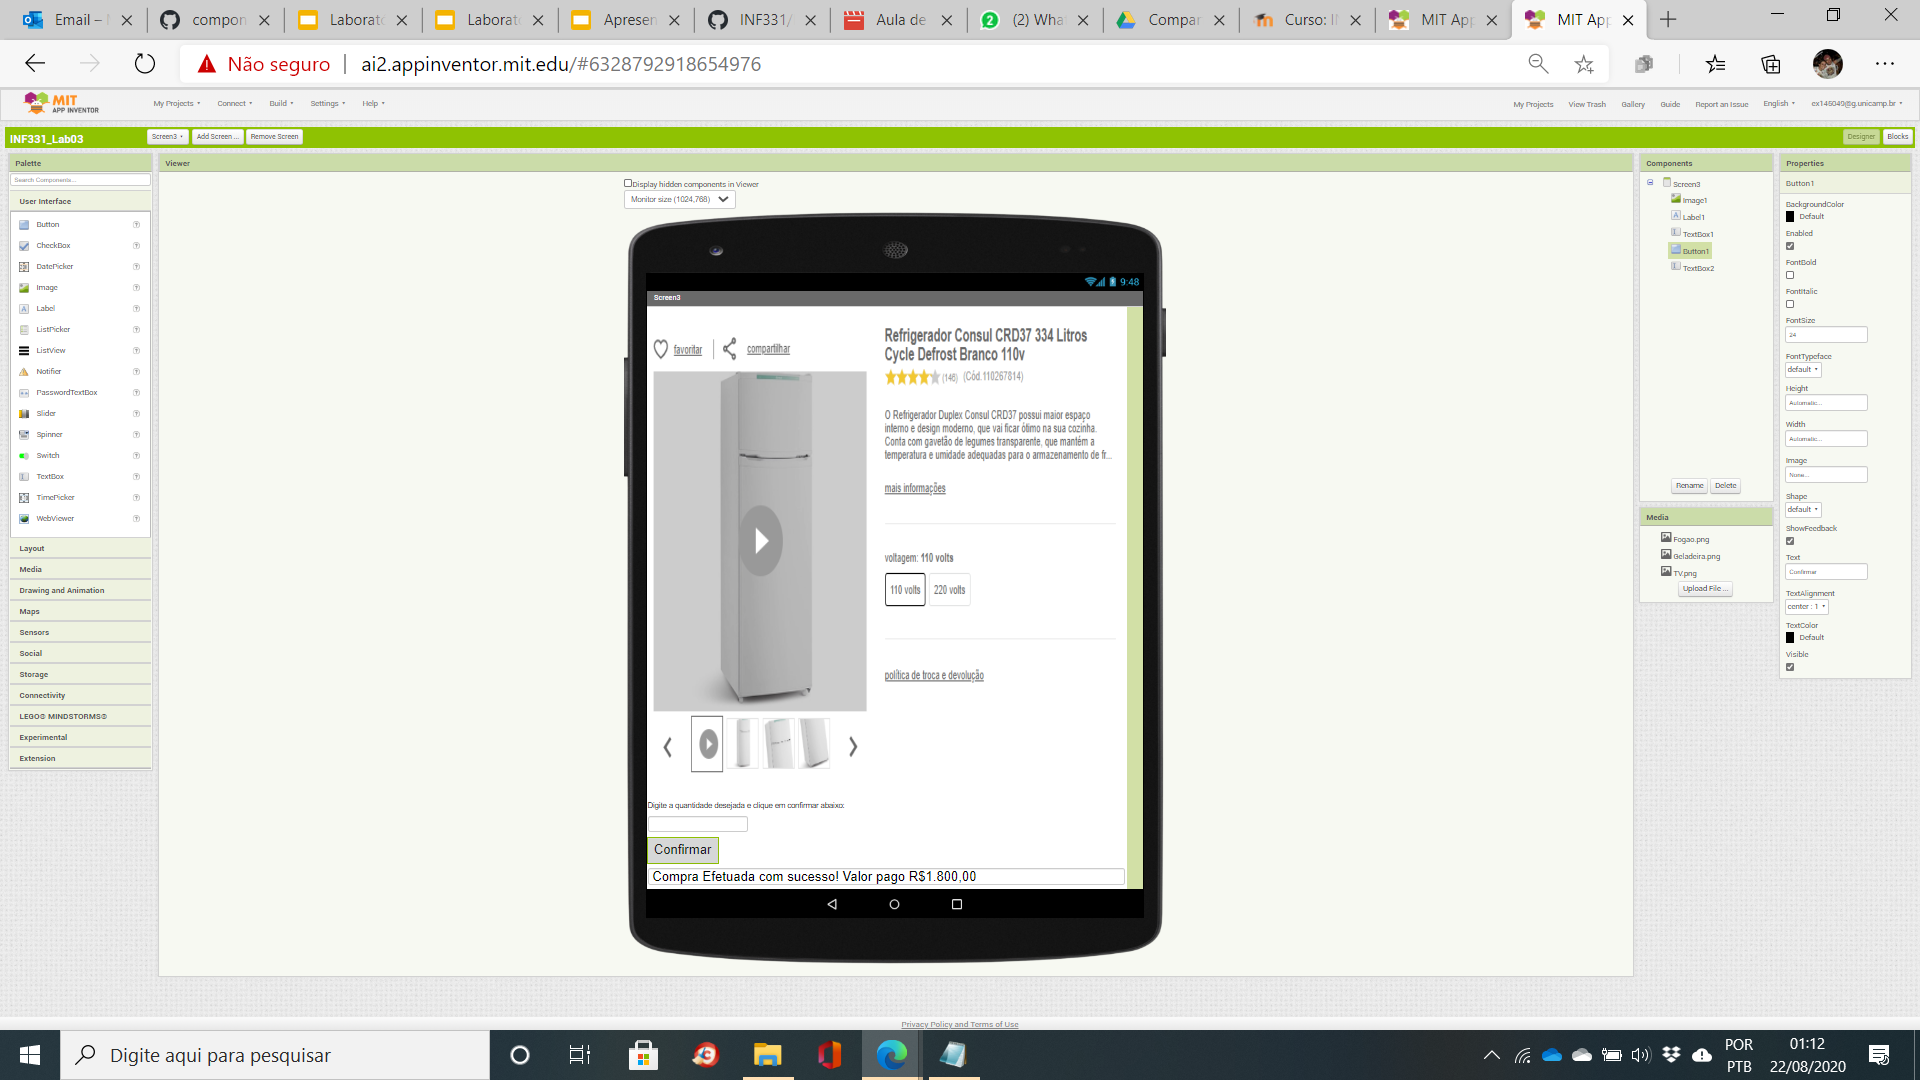 Email –
compon
Laborato
Laborato
Apresen
INF331/
Aula de
(2) Wha
Compar
Curso: I
MIT App
MIT App
Não seguro
ai2.appinventor.mit.edu/#6328792918654976
MIT
APP INVENTOR
My Projects
Connect
Build
Settings
Help
My Projects
View Trash
Gallery
Guide
Report an Issue
English
ex146049@g.unicamp.br
INF331_Lab03
Screen3
Add Screen ...
Remove Screen
Designer
Blocks
Palette
Search Components...
User Interface
Button
CheckBox
DatePicker
Image
Label
ListPicker
ListView
Notifier
PasswordTextBox
Slider
Spinner
Switch
TextBox
TimePicker
WebViewer
Layout
Media
Drawing and Animation
Maps
Sensors
Social
Storage
Connectivity
LEGO® MINDSTORMS®
Experimental
Extension
Viewer
Display hidden components in Viewer
Monitor size (1024,768)
9:48
Screen3
favoritar
compartilhar
Refrigerador Consul CRD37 334 Litros
Cycle Defrost Branco 110v
(146) (Cód.110267814)
O Refrigerador Duplex Consul CRD37 possui maior espaço
interno e design moderno, que vai ficar ótimo na sua cozinha.
Conta com gavetão de legumes transparente, que mantém a
temperatura e umidade adequadas para o armazenamento de fr...
mais informações
voltagem: 110 volts
110 volts
220 volts
política de troca e devolução
Digite a quantidade desejada e clique em confirmar abaixo:
Confirmar
Compra Efetuada com sucesso! Valor pago R$1.800,00
Components
Screen3
Image1
Label1
TextBox1
Button1
TextBox2
Rename
Delete
Media
Fogao.png
Geladeira.png
TV.png
Upload File ...
Properties
Button1
BackgroundColor
Default
Enabled
FontBold
FontItalic
FontSize
24
FontTypeface
default
Height
Automatic...
Width
Automatic...
Image
None...
Shape
default
ShowFeedback
Text
Confirmar
TextAlignment
center : 1
TextColor
Default
Visible
Privacy Policy and Terms of Use
Digite aqui para pesquisar
POR
PTB
01:12
22/08/2020